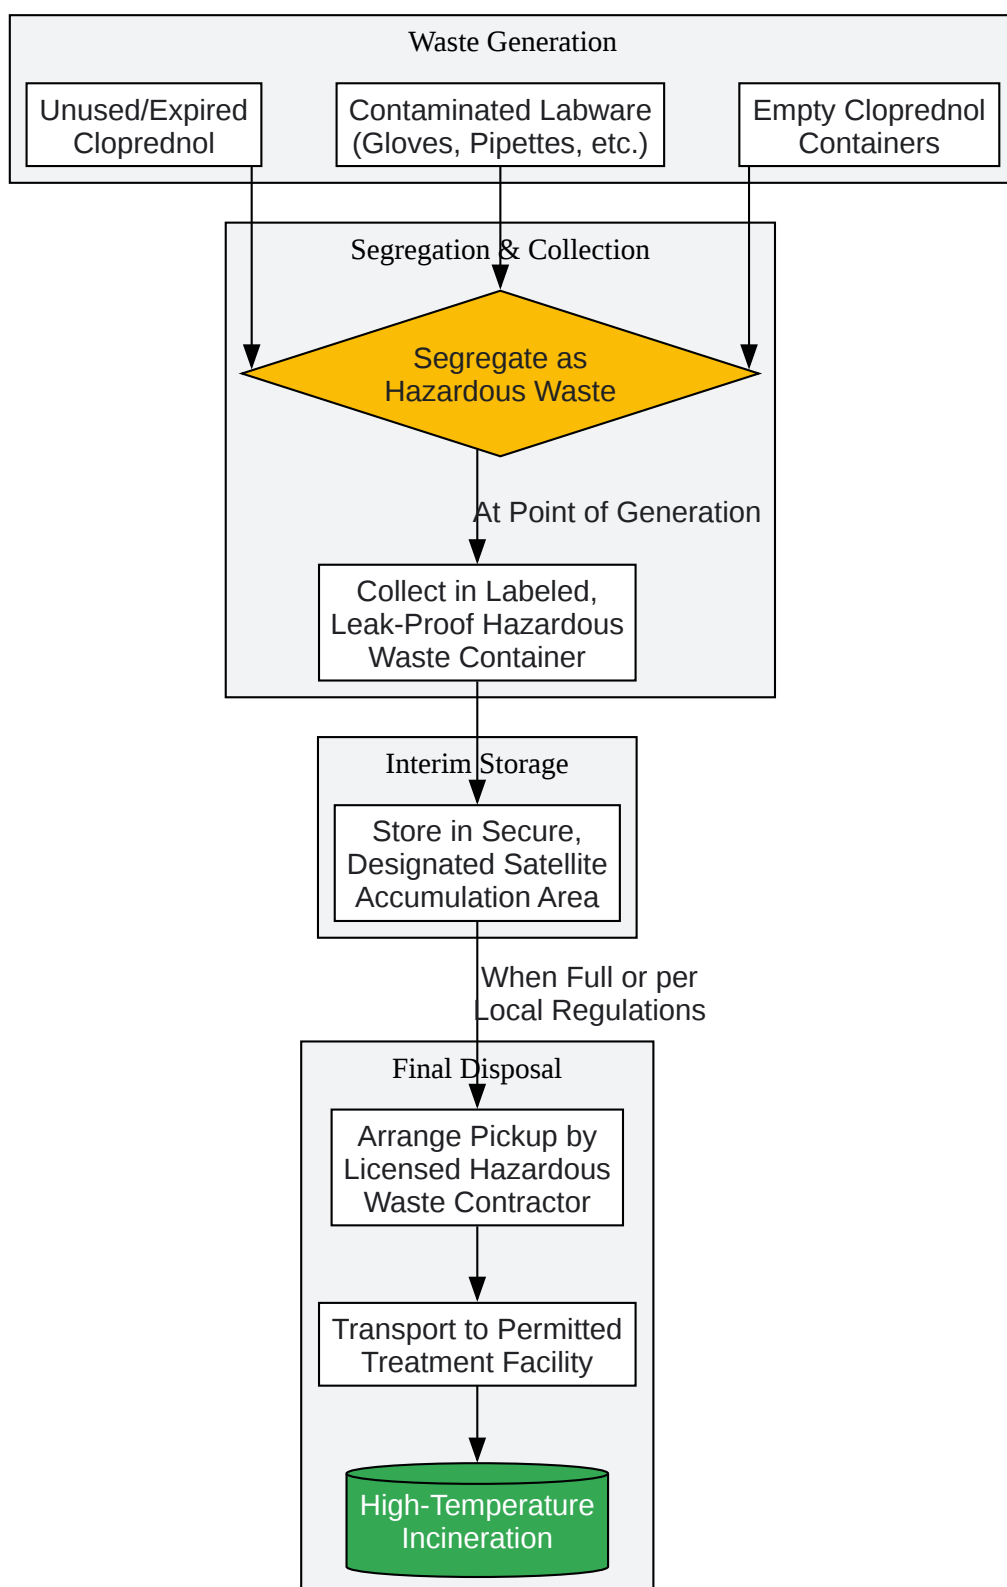 Waste Generation
Unused/Expired
Cloprednol
Contaminated Labware
(Gloves, Pipettes, etc.)
Empty Cloprednol
Containers
Segregation & Collection
Segregate as
Hazardous Waste
At Point of Generation
Collect in Labeled,
Leak-Proof Hazardous
Waste Container
Interim Storage
Store in Secure,
Designated Satellite
Accumulation Area
When Full or per
Local Regulations
Final Disposal
Arrange Pickup by
Licensed Hazardous
Waste Contractor
Transport to Permitted
Treatment Facility
High-Temperature
Incineration